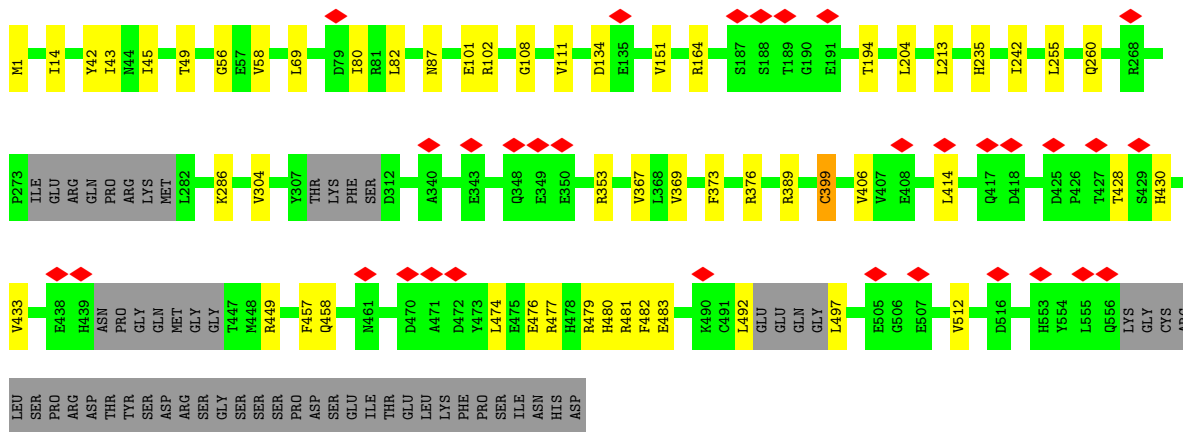 M1 I14 Y42 I43 N44 I45 T49 G56 E57 V58 L69 D79 I80 R81 L82 N87 E101 R102 G108 V111 D134 E135 V151 R164 S187 S188 T189 G190 E191 T194 L204 L213 H235 I242 L255 Q260 R268
P273 ILE GLU ARG GLN PRO ARG LYS MET L282 K286 V304 Y307 THR LYS PHE SER D312 A340 E343 Q348 E349 E350 R353 V367 L368 V369 F373 R376 R389 C399 V406 V407 E408 L414 Q417 D418 D425 P426 T427 T428 S429 H430
V433 E438 H439 ASN PRO GLY GLN MET GLY GLY T447 M448 R449 F457 Q458 N461 D470 A471 D472 Y473 L474 E475 E476 R477 H478 R479 H480 R481 F482 E483 K490 C491 L492 GLU GLU GLN GLY L497 E505 G506 E507 V512 D516 H553 Y554 L555 Q556 LYS GLY CYS ARG
LEU SER PRO ARG ASP THR TYR SER ASP ARG SER GLY SER SER SER PRO ASP SER GLU ILE THR GLU LEU LYS PHE PRO SER ILE ASN HIS ASP